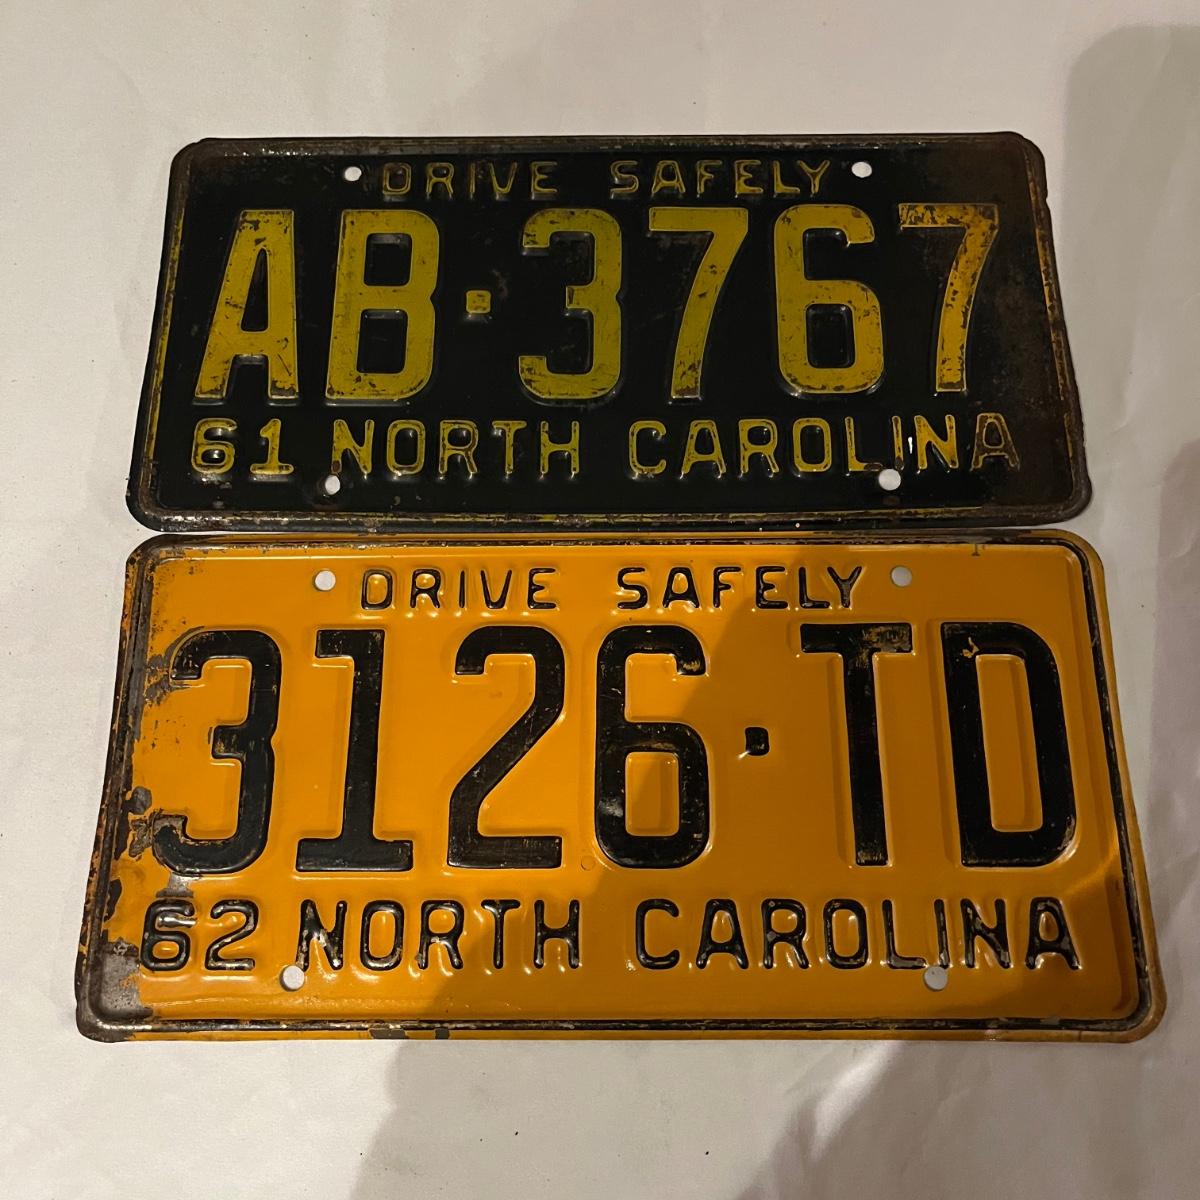 DRIVE SAFELY
AB·3767
61 NORTH CAROLINA
DRIVE SAFELY
3126·TD
62 NORTH CAROLINA